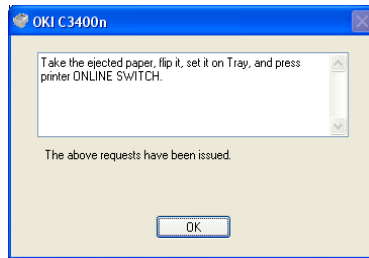 OKI C3400n
Take the ejected paper, flip it, set it on Tray, and press
printer ONLINE SWITCH.
The above requests have been issued.
OK